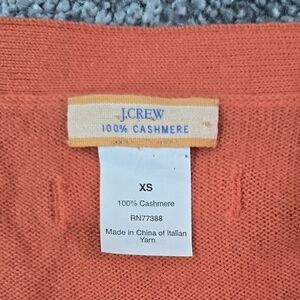 J.CREW
100% CASHMERE
XS
100% Cashmere
RN77388
Made in China of Italian
Yarn